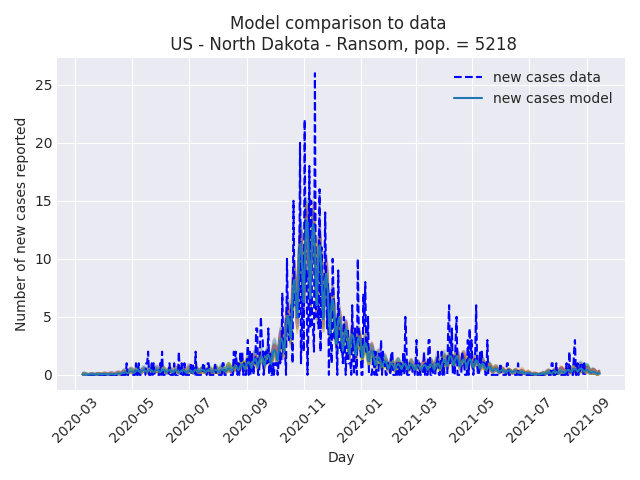 Model comparison to data
US - North Dakota - Ransom, pop. = 5218
new cases data
new cases model
Number of new cases reported
25
20
15
10
5
0
2020-03
2020-05
2020-07
2020-09
2020-11
2021-01
2021-03
2021-05
2021-07
2021-09
Day